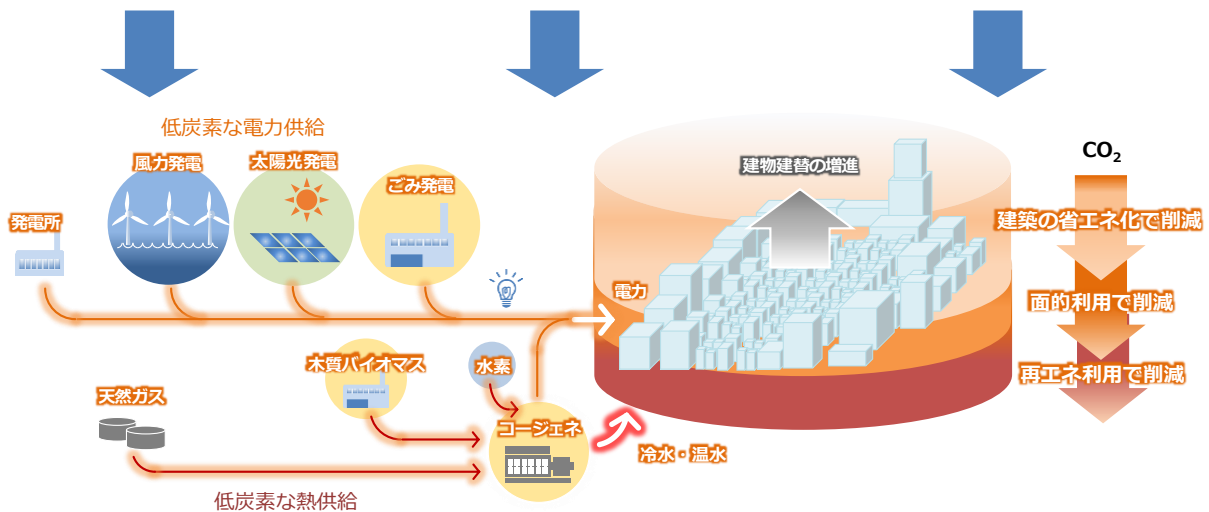 低炭素な電力供給
風力発電
太陽光発電
ごみ発電
発電所
建物建替の増進
CO₂
建築の省エネ化で削減
電力
面的利用で削減
木質バイオマス
水素
再エネ利用で削減
天然ガス
コージェネ
冷水・温水
低炭素な熱供給